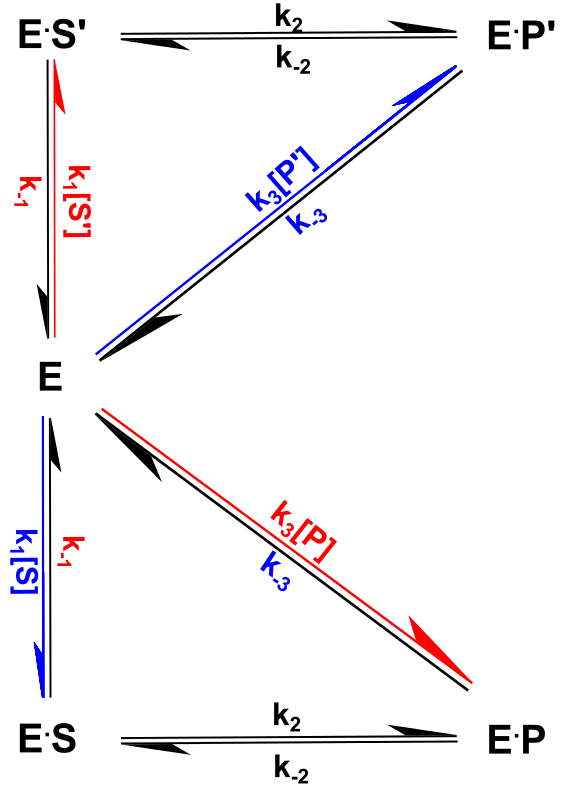 k₂
E·S' E·P'
k₋₂
k₋₁ k₁[S'] k₃[P']
k₋₃
E
k₁[S] k₋₁ k₃[P]
k₋₃
k₂
E·S E·P
k₋₂